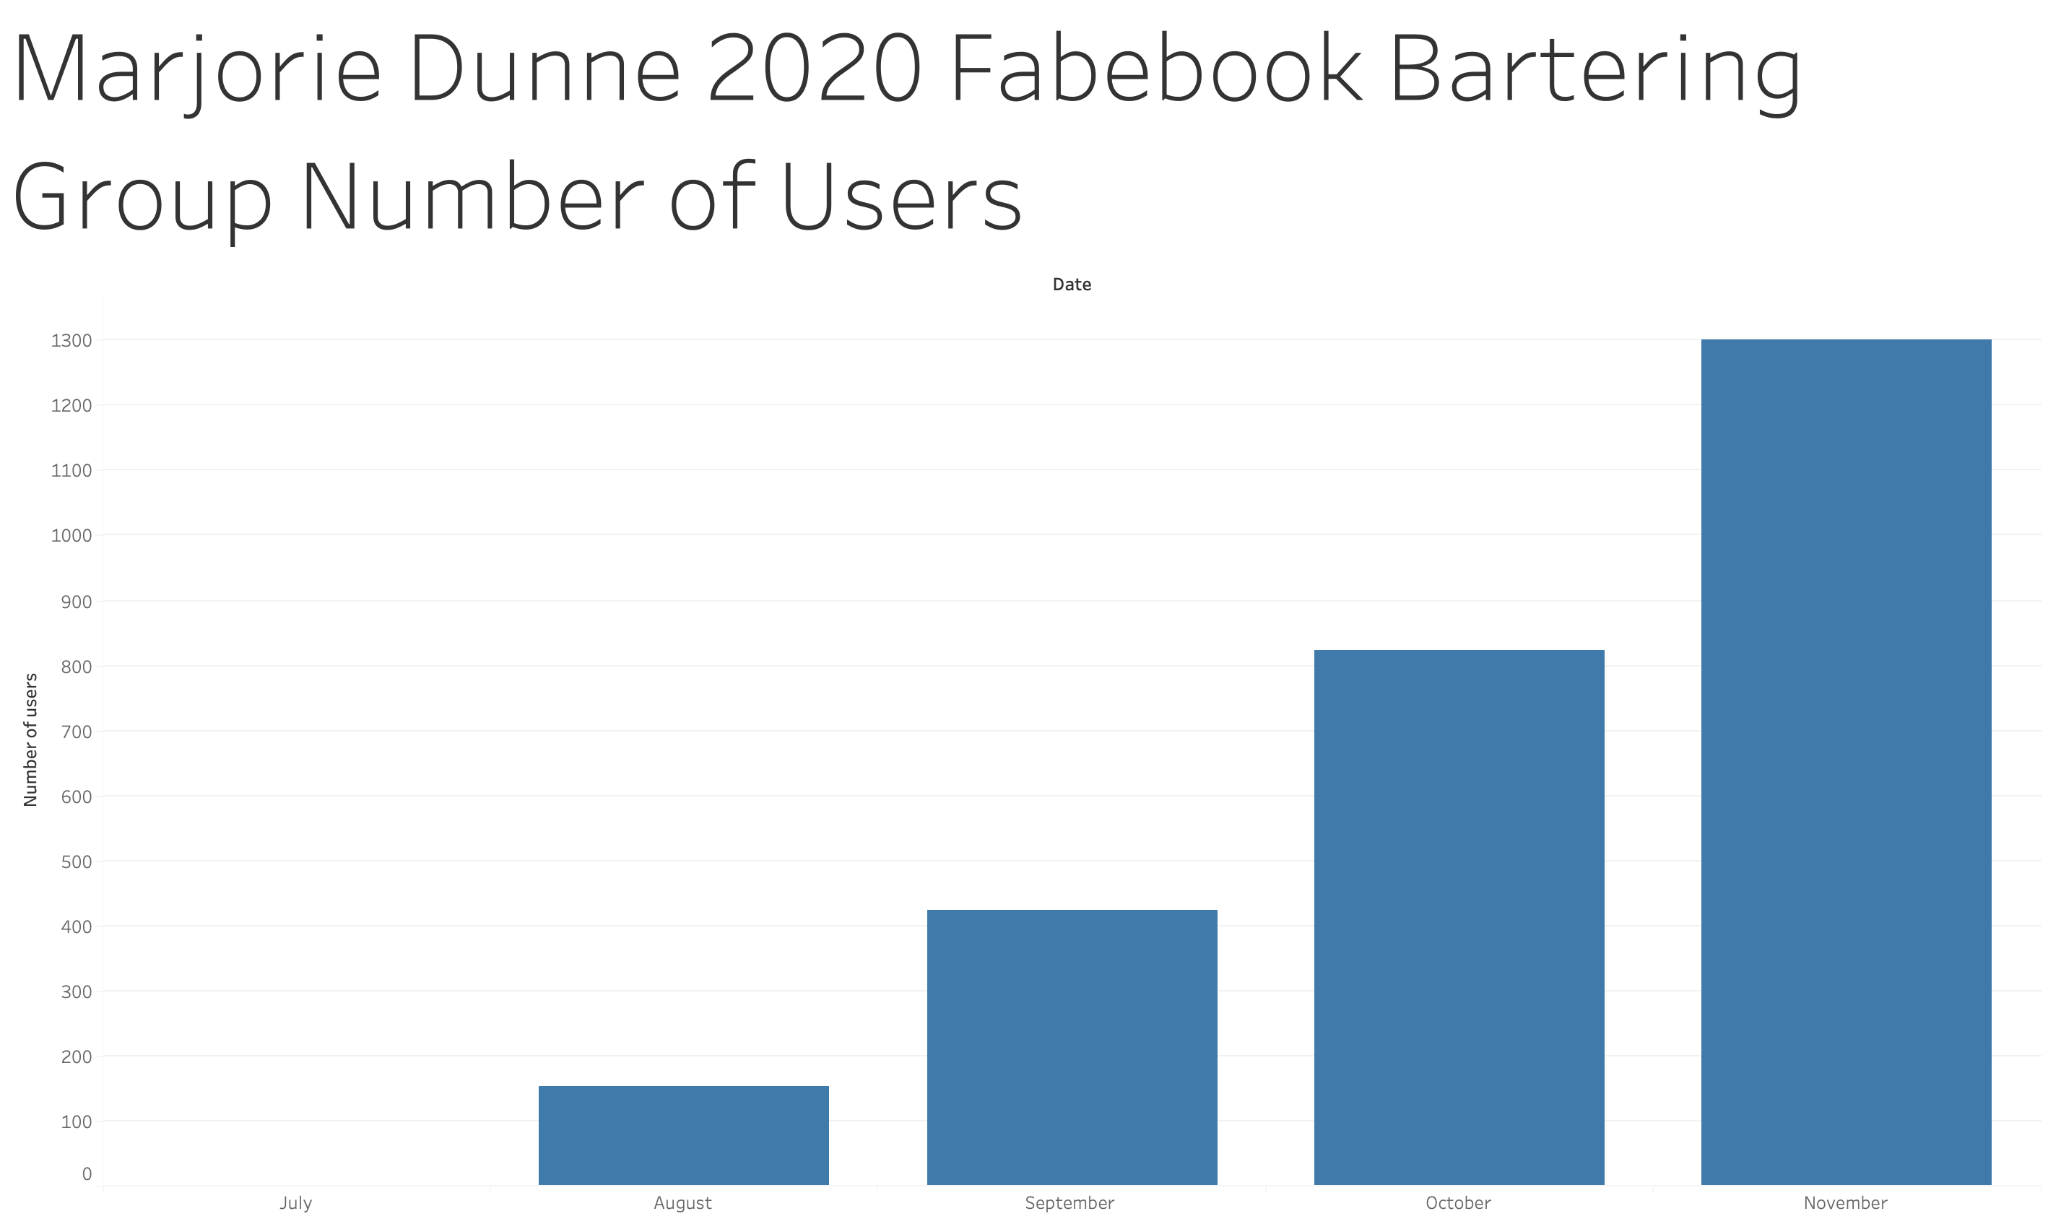 Marjorie Dunne 2020 Fabebook Bartering
Group Number of Users
Date
1300
1200
1100
1000
900
800
700
600
500
400
300
200
100
0
Number of users
July August September October November